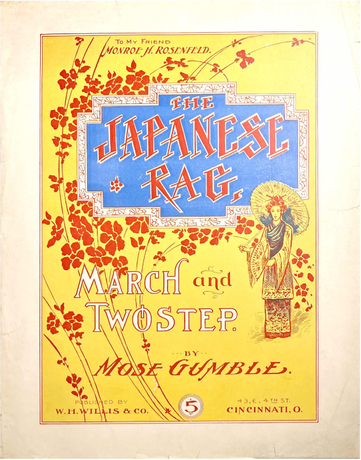 To My Friend
Monroe H. Rosenfeld.
THE
JAPANESE
RAG,
MARCH and
TWOSTEP.
BY
MOSE GUMBLE.
PUBLISHED BY
W.H. WILLIS & CO.
5
43,6,4TH ST.
CINCINNATI, O.